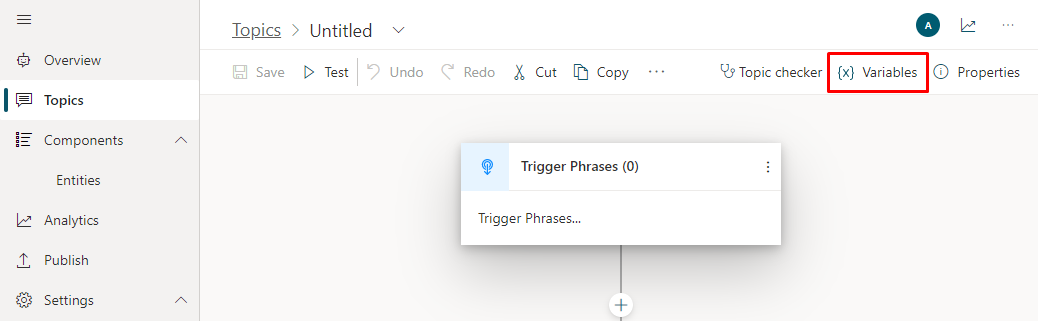 Topics > Untitled
A
Overview
Save Test Undo Redo Cut Copy ··· Topic checker {x} Variables Properties
Topics
Components
Trigger Phrases (0)
Entities
Trigger Phrases...
Analytics
Publish
Settings